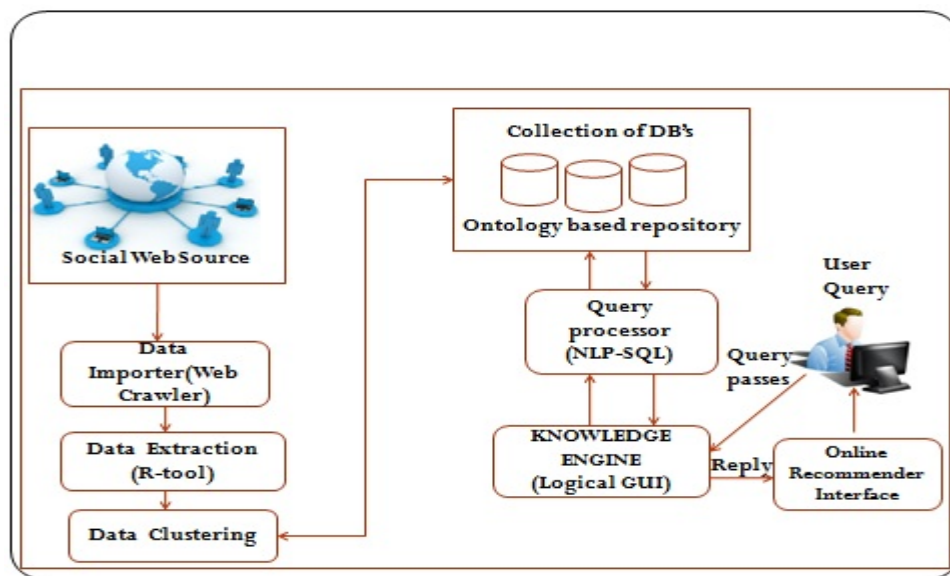 Social Web Source
Data
Importer(Web
Crawler)
Data Extraction
(R-tool)
Data Clustering
Collection of DB's
Ontology based repository
Query
processor
(NLP-SQL)
KNOWLEDGE
ENGINE
(Logical GUI)
User
Query
Query
passes
Reply
Online
Recommender
Interface